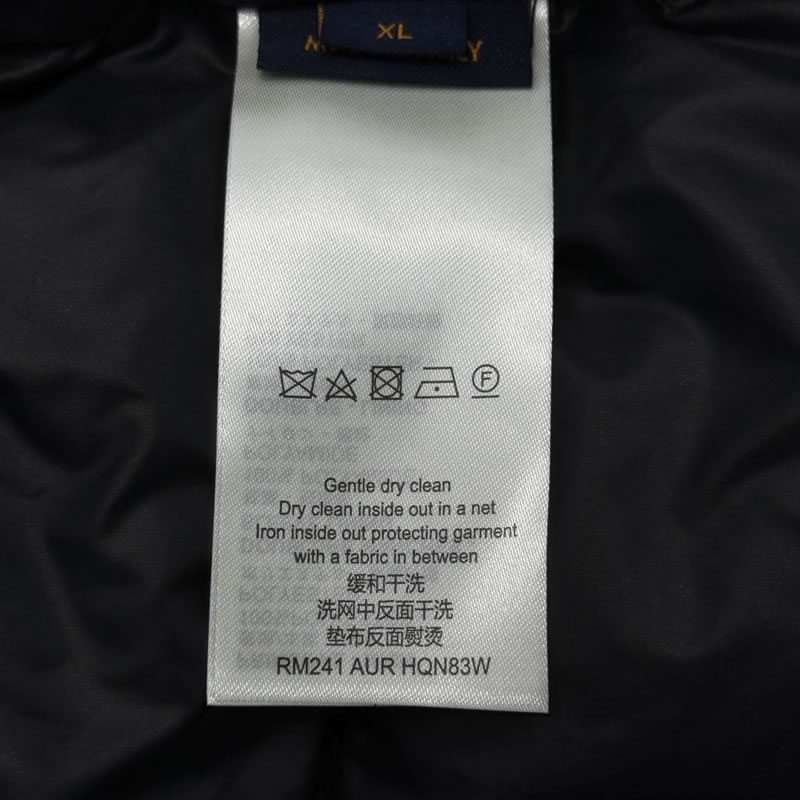 XL
Gentle dry clean
Dry clean inside out in a net
Iron inside out protecting garment
with a fabric in between
缓和干洗
洗网中反面干洗
垫布反面熨烫
RM241 AUR HQN83W